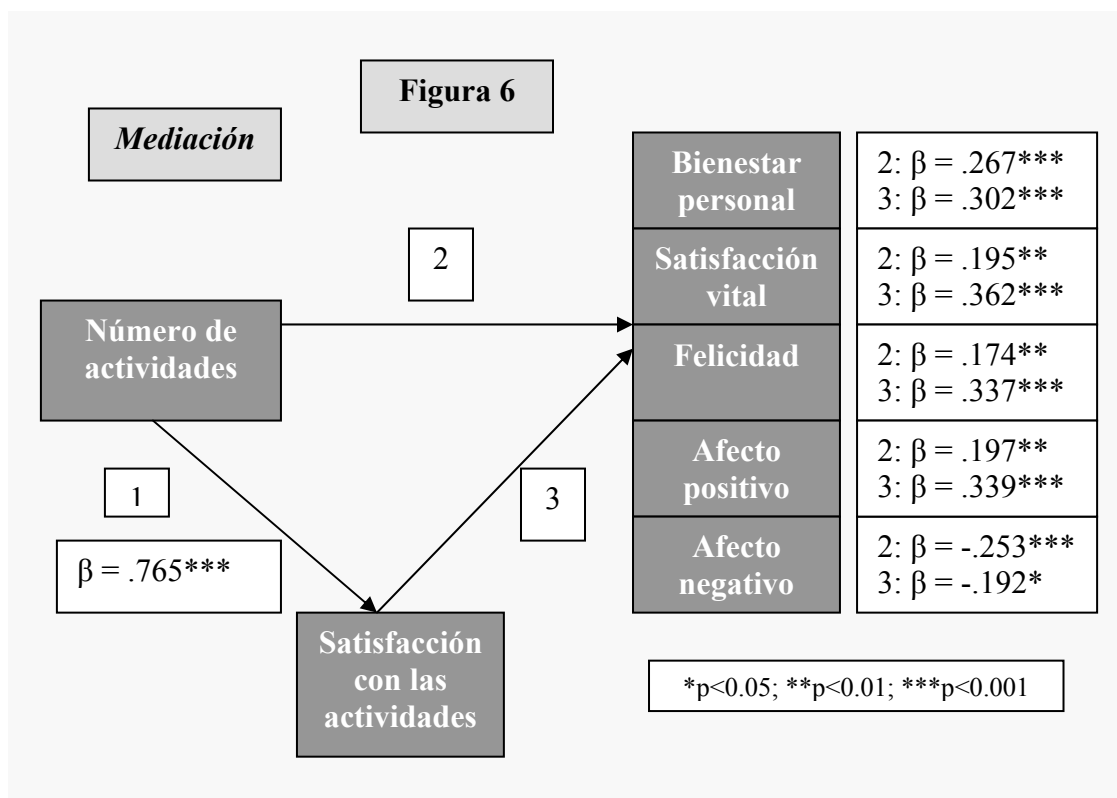 Figura 6
Mediación
Bienestar
personal
2: β = .267***
3: β = .302***
2
Satisfacción
vital
2: β = .195**
3: β = .362***
Número de
actividades
Felicidad
2: β = .174**
3: β = .337***
Afecto
positivo
2: β = .197**
3: β = .339***
1
3
β = .765***
Afecto
negativo
2: β = -.253***
3: β = -.192*
Satisfacción
con las
actividades
*p<0.05; **p<0.01; ***p<0.001